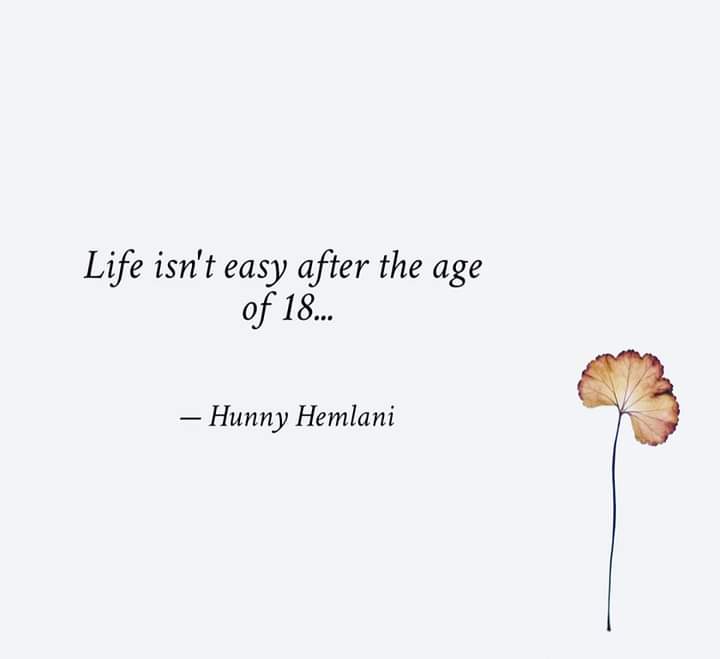 Life isn't easy after the age
of 18...
— Hunny Hemlani